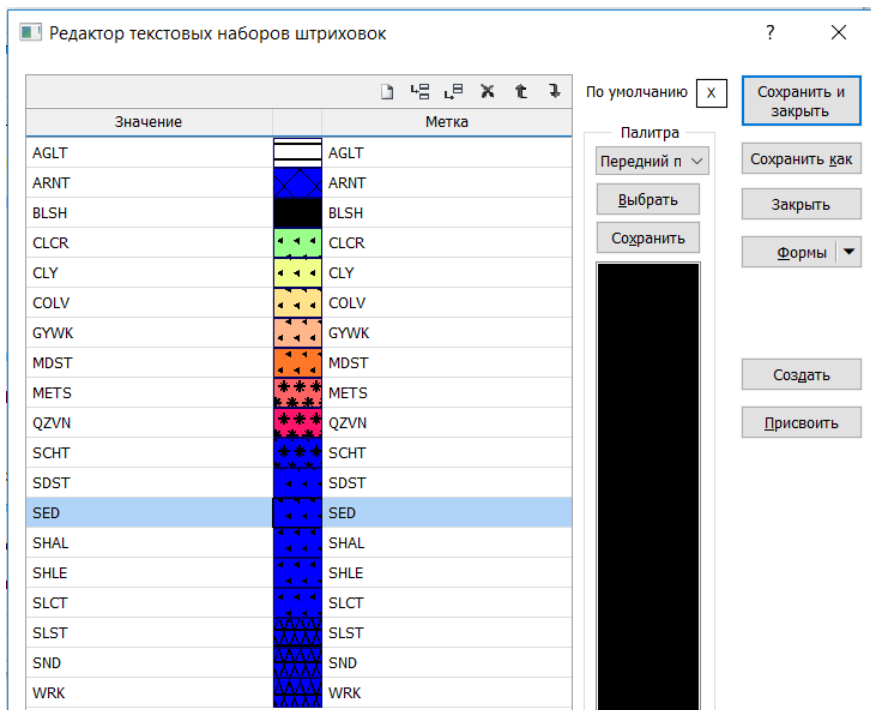 Редактор текстовых наборов штриховок
? X
По умолчанию X
Сохранить и закрыть
Значение Метка
Палитра
AGLT AGLT
Передний п
Сохранить как
ARNT ARNT
Выбрать
Закрыть
BLSH BLSH
CLCR CLCR
Сохранить
Формы
CLY CLY
COLV COLV
GYWK GYWK
MDST MDST
Создать
METS METS
QZVN QZVN
Присвоить
SCHT SCHT
SDST SDST
SED SED
SHAL SHAL
SHLE SHLE
SLCT SLCT
SLST SLST
SND SND
WRK WRK